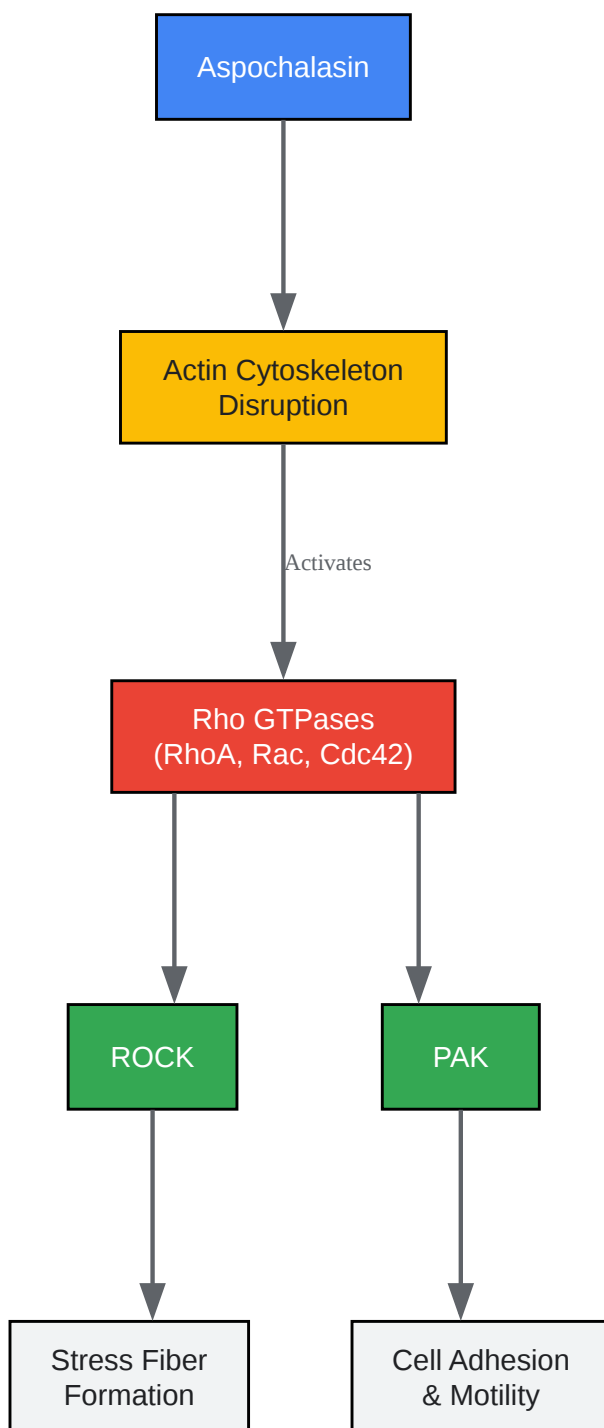 Aspochalasin
Actin Cytoskeleton
Disruption
Activates
Rho GTPases
(RhoA, Rac, Cdc42)
ROCK
PAK
Stress Fiber
Formation
Cell Adhesion
& Motility